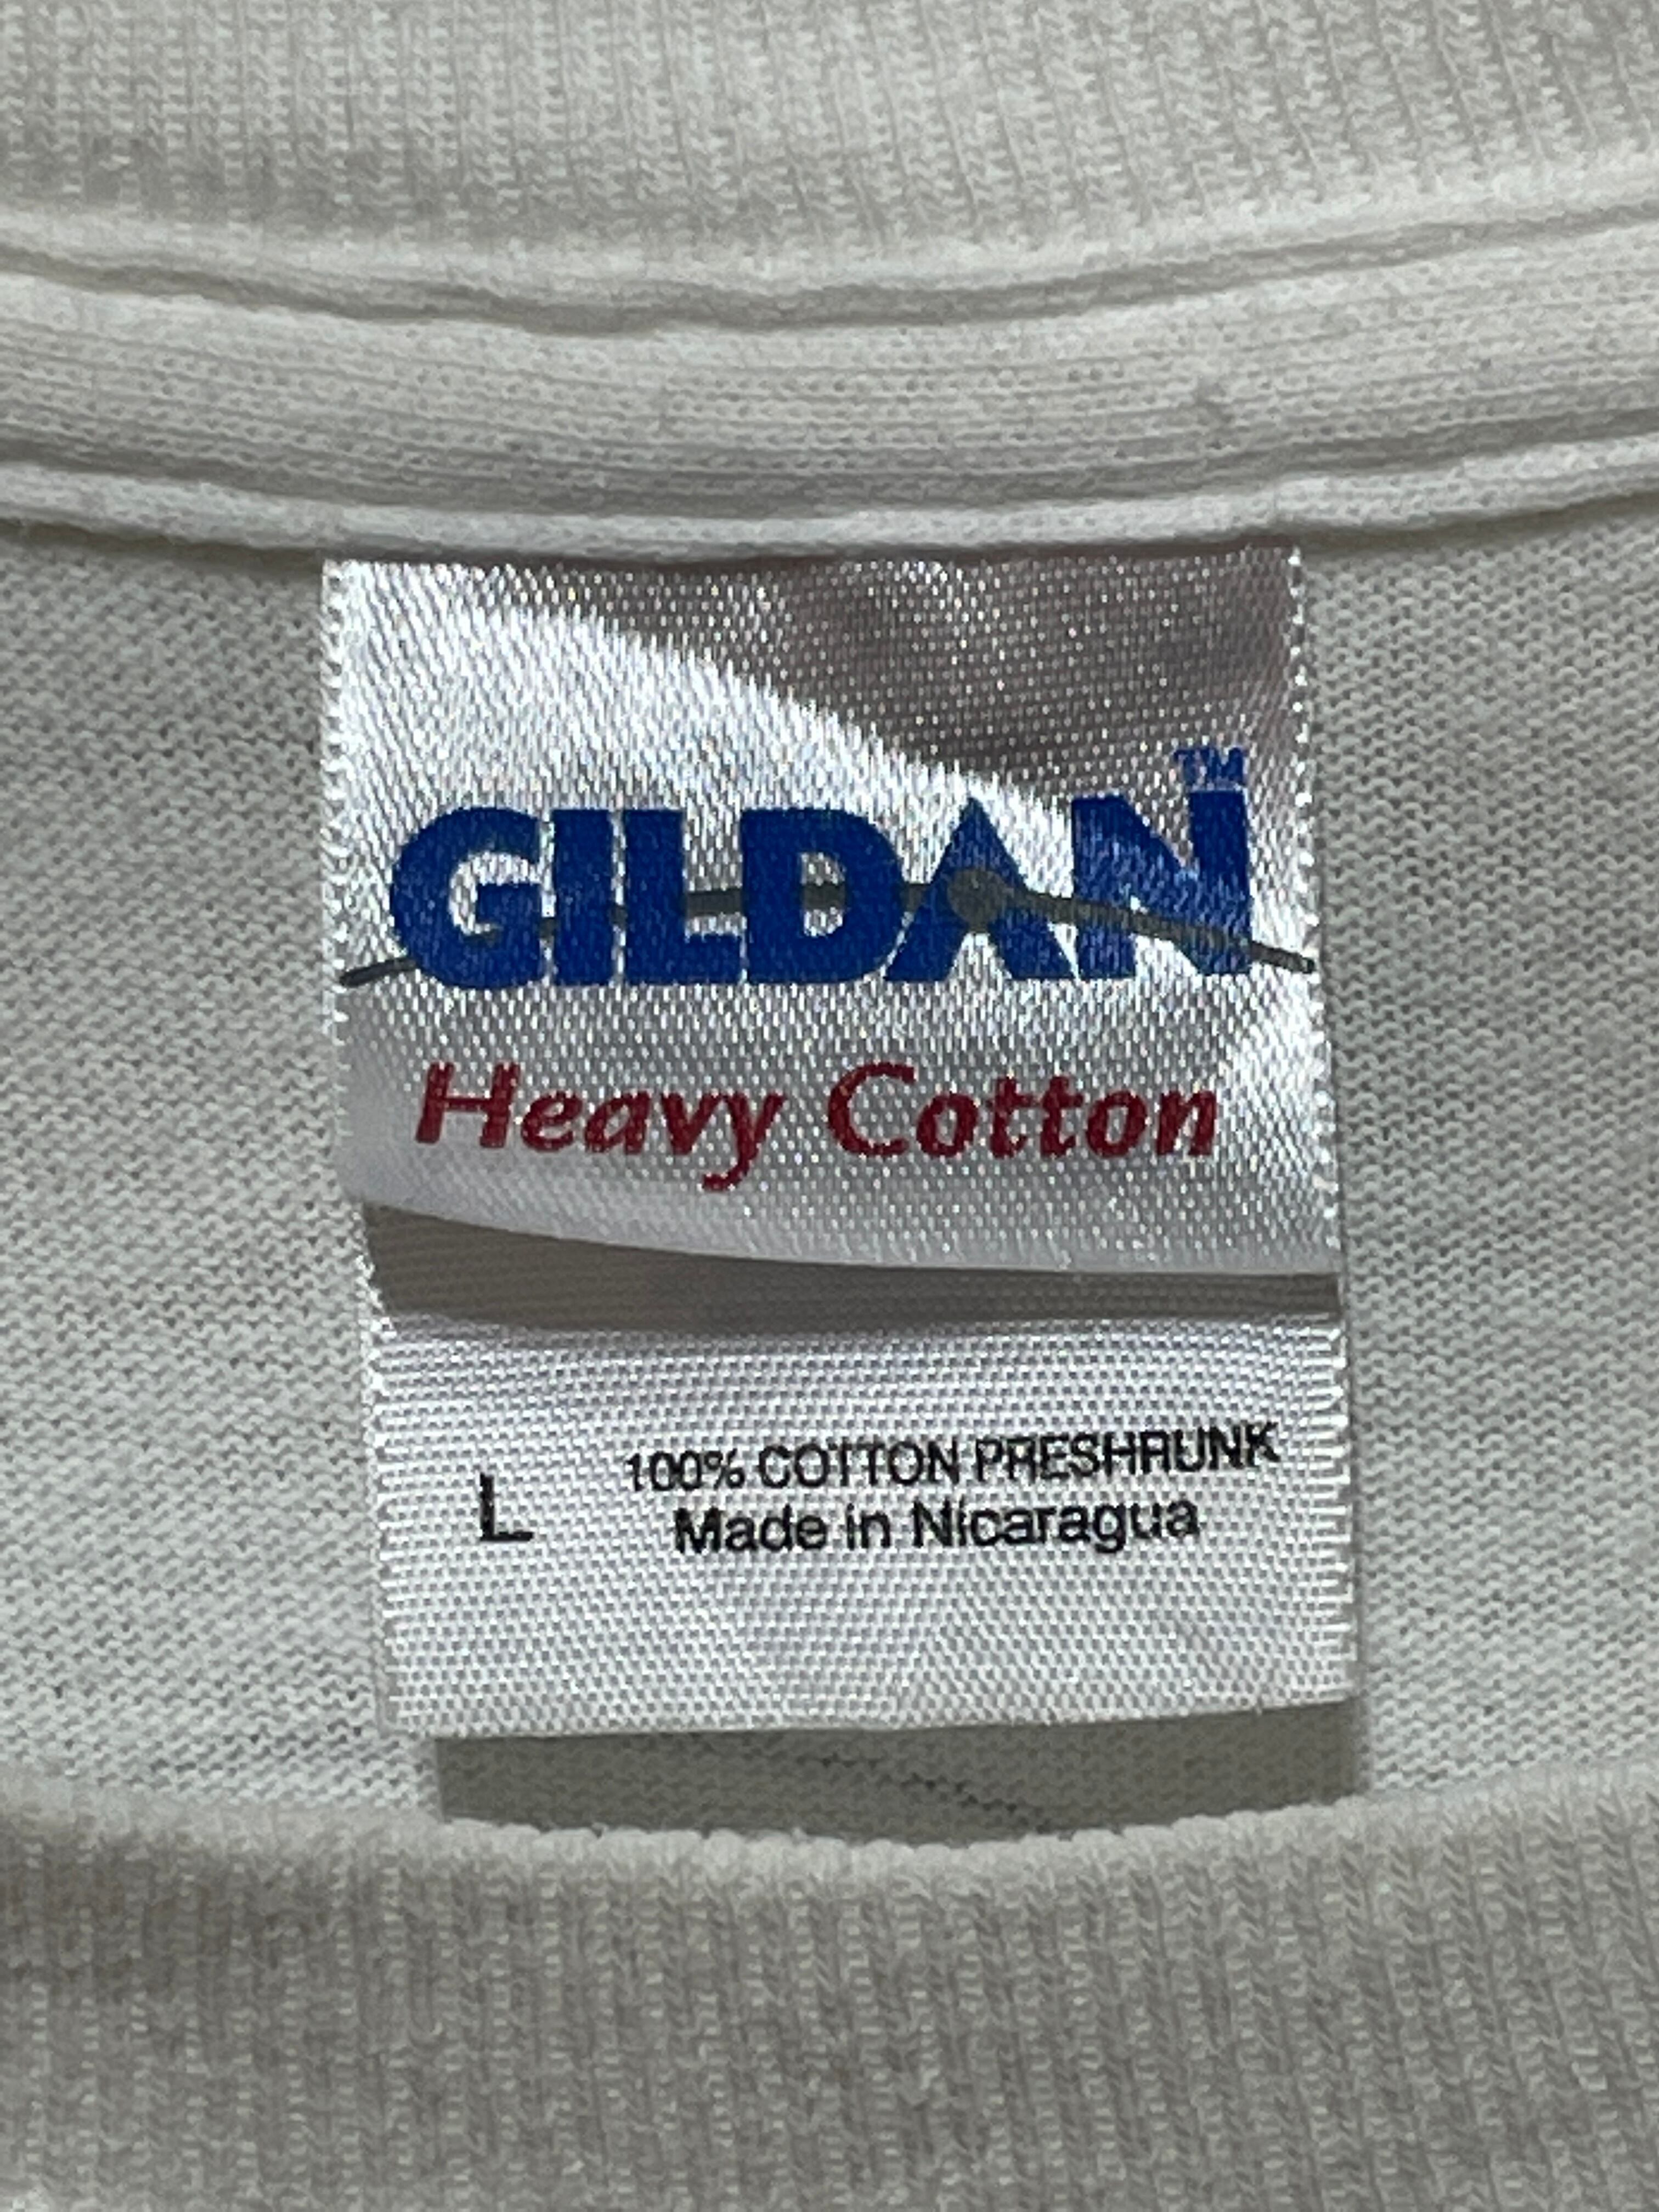 GILDAN™
Heavy Cotton
L
100% COTTON PRESHRUNK
Made in Nicaragua